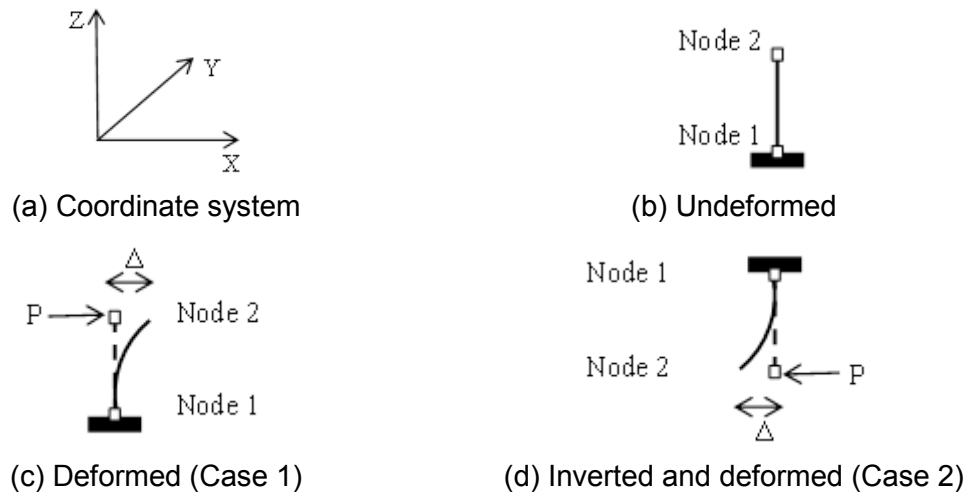 Z
Y
X
(a) Coordinate system
Node 2
Node 1
(b) Undeformed
Δ
P
Node 2
Node 1
(c) Deformed (Case 1)
Node 1
Node 2
P
Δ
(d) Inverted and deformed (Case 2)